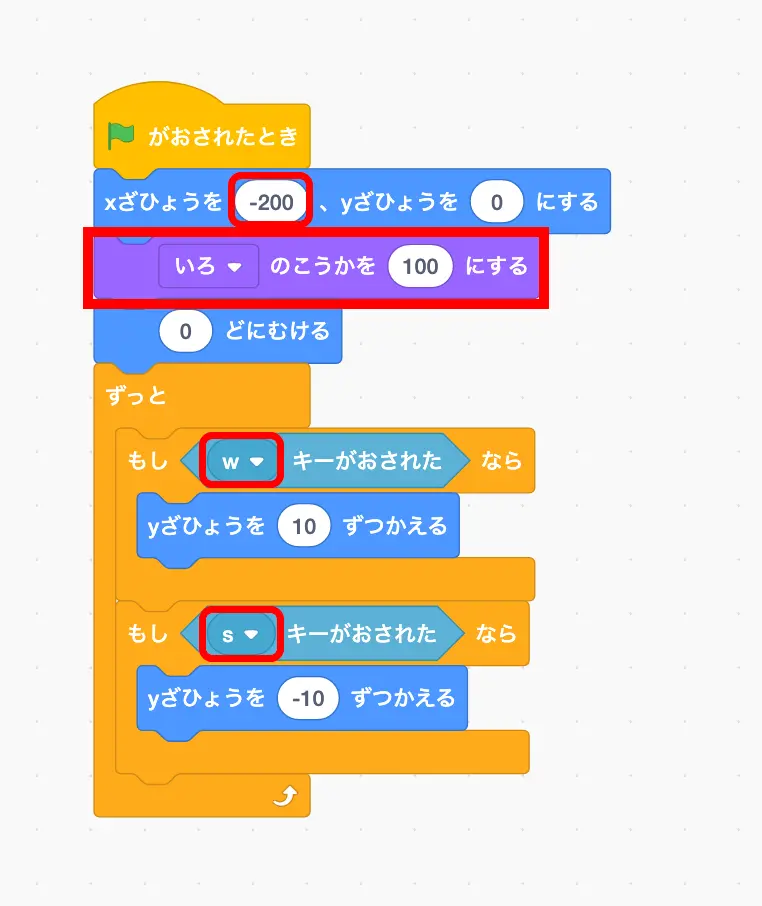 がおされたとき
xざひょうを -200 、yざひょうを 0 にする
いろ のこうかを 100 にする
0 どにむける
ずっと
もし w キーがおされた なら
yざひょうを 10 ずつかえる
もし s キーがおされた なら
yざひょうを -10 ずつかえる